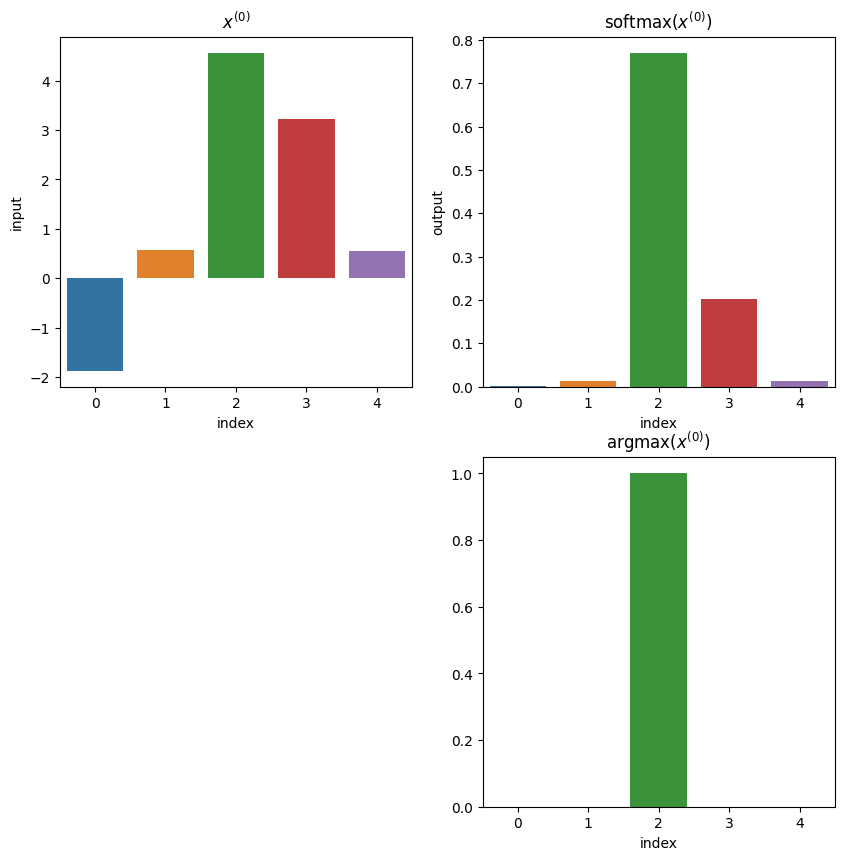 x^(0)
4
3
2
1
0
−1
−2
input
0 1 2 3 4
index
softmax(x^(0))
0.8
0.7
0.6
0.5
0.4
0.3
0.2
0.1
0.0
output
0 1 2 3 4
index
argmax(x^(0))
1.0
0.8
0.6
0.4
0.2
0.0
0 1 2 3 4
index